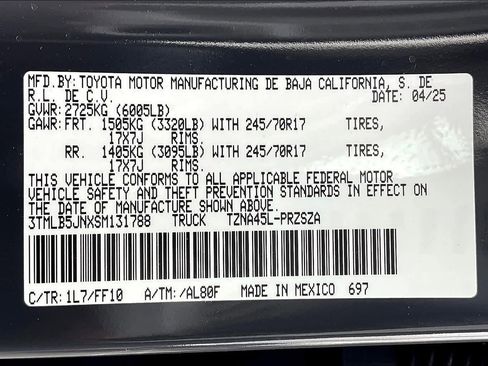 MFD.BY:TOYOTA MOTOR MANUFACTURING DE BAJA CALIFORNIA, S. DE
R.L. DE C.V. DATE: 04/25
GVWR:2725KG (6005LB)
GAWR:FRT. 1505KG (3320LB) WITH 245/70R17 TIRES,
17X7J RIMS.
RR. 1405KG (3095LB) WITH 245/70R17 TIRES,
17X7J RIMS.
THIS VEHICLE CONFORMS TO ALL APPLICABLE FEDERAL MOTOR
VEHICLE SAFETY AND THEFT PREVENTION STANDARDS IN EFFECT ON
THE DATE OF MANUFACTURE SHOWN ABOVE.
3TMLB5JNXSM131788 TRUCK TZNA45L-PRZSZA
C/TR:1L7/FF10 A/TM:/AL80F MADE IN MEXICO 697